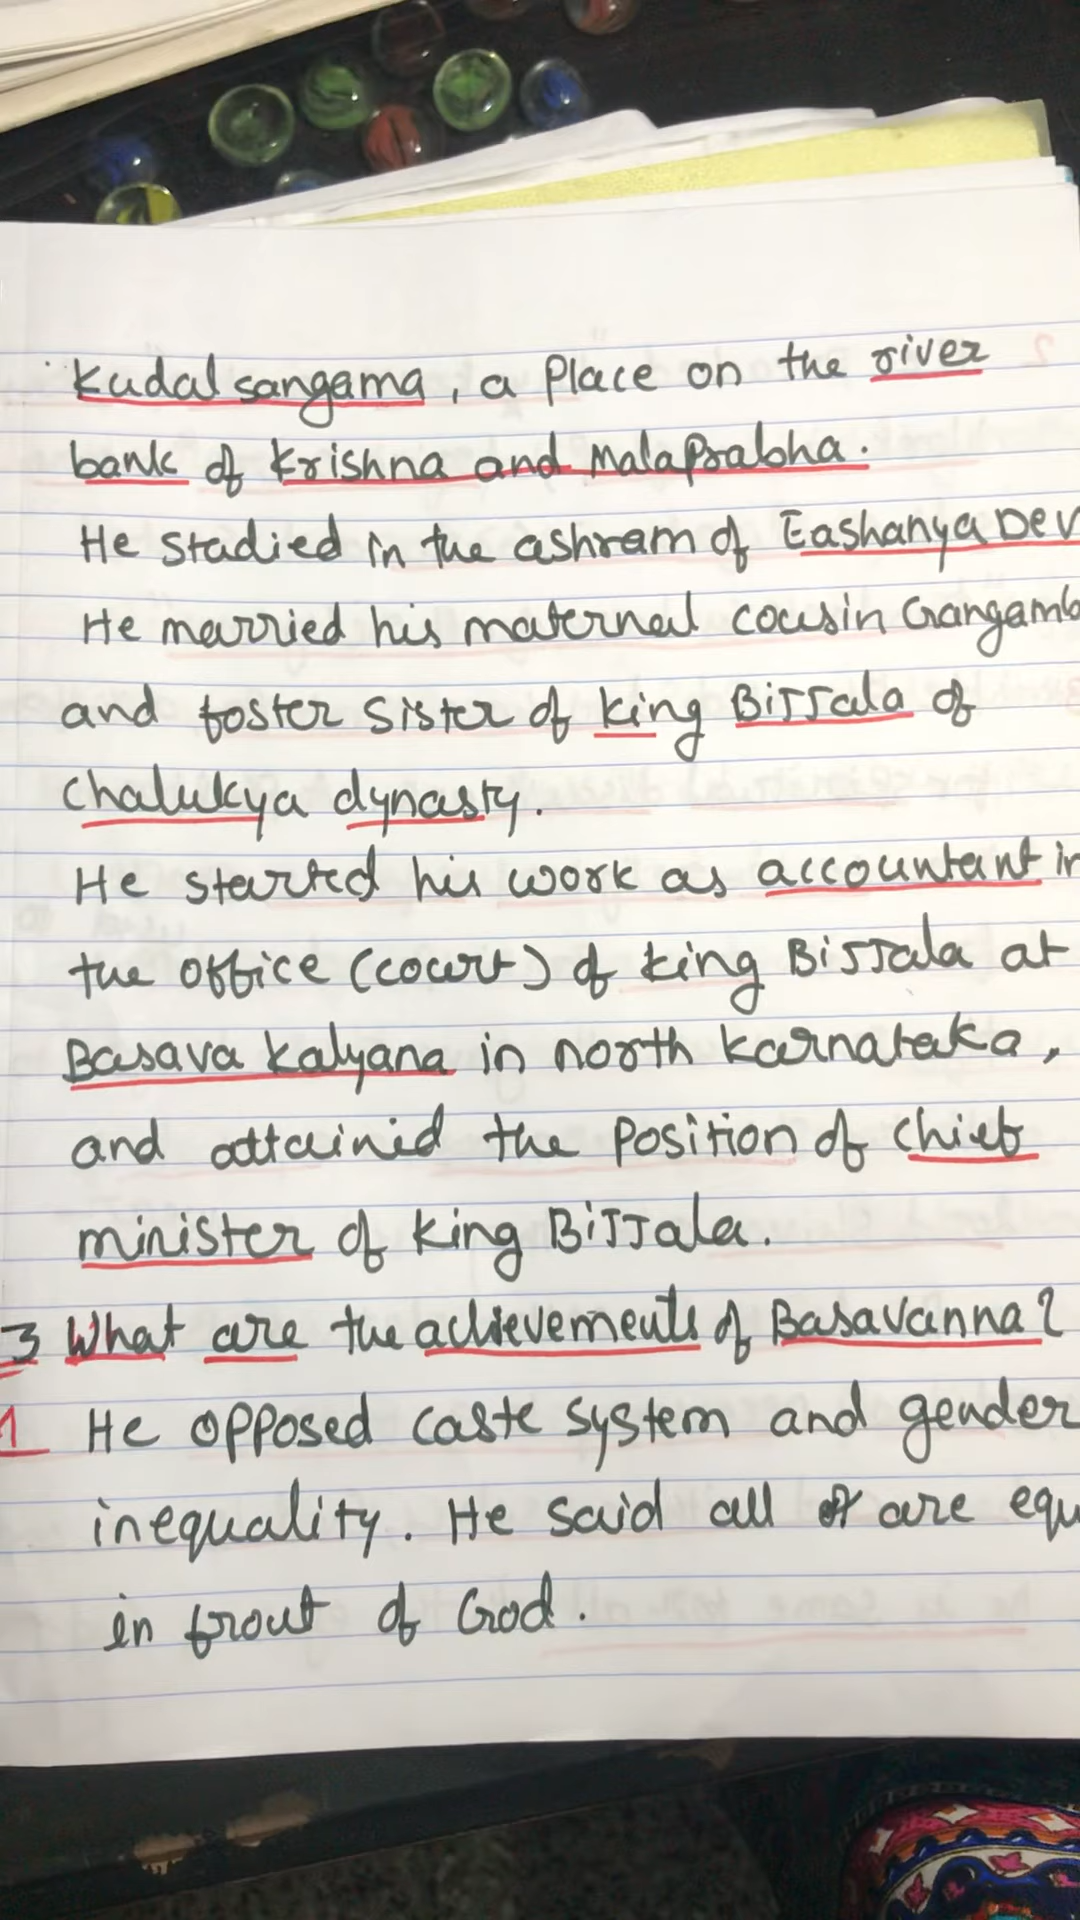 Kudal sangama, a Place on the river
bank of Krishna and Malaprabha.
He studied in the ashram of Eashanya Dev
He married his maternal cousin Gangamb
and foster sister of king Bijjala of
Chalukya dynasty.
He started his work as accountant in
the office (court) of king Bijjala at
Basava kalyana in north karnataka,
and attained the position of chief
minister of king Bijjala.
3 What are the achievements of Basavanna?
1 He opposed caste system and gender
inequality. He said all are equ
in front of God.